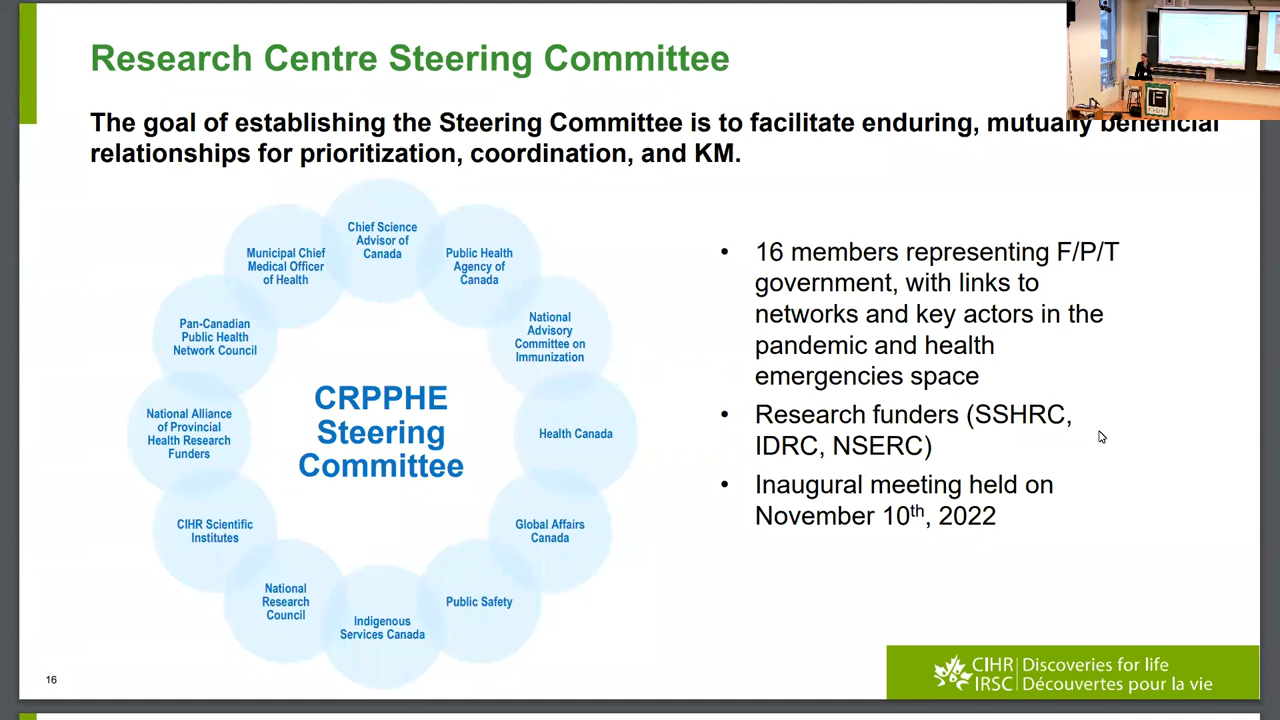 Research Centre Steering Committee
The goal of establishing the Steering Committee is to facilitate enduring, mutually beneficial
relationships for prioritization, coordination, and KM.
Chief Science
Advisor of
Canada
Public Health
Agency of
Canada
National
Advisory
Committee on
Immunization
Health Canada
Global Affairs
Canada
Public Safety
Indigenous
Services Canada
National
Research
Council
CIHR Scientific
Institutes
National Alliance
of Provincial
Health Research
Funders
Pan-Canadian
Public Health
Network Council
Municipal Chief
Medical Officer
of Health
CRPPHE
Steering
Committee
• 16 members representing F/P/T
government, with links to
networks and key actors in the
pandemic and health
emergencies space
• Research funders (SSHRC,
IDRC, NSERC)
• Inaugural meeting held on
November 10th, 2022
16
CIHR Discoveries for life
IRSC Découvertes pour la vie